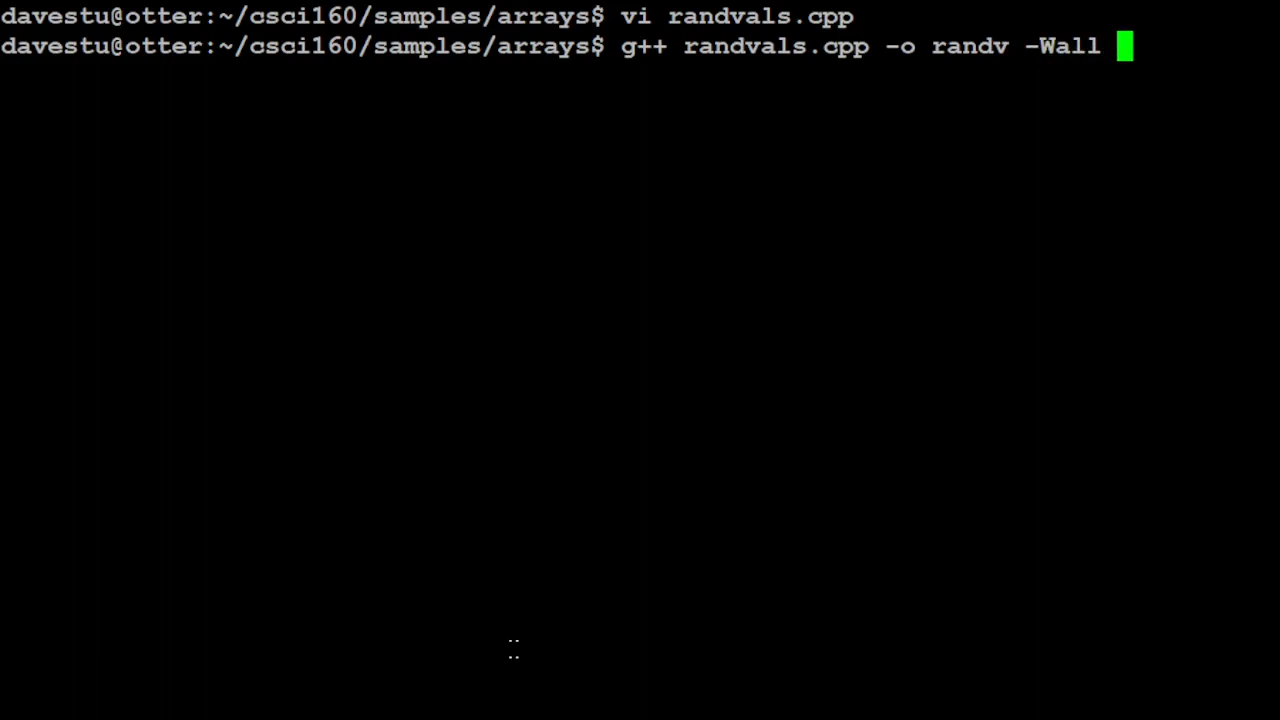 davestu@otter:~/csci160/samples/arrays$ vi randvals.cpp
davestu@otter:~/csci160/samples/arrays$ g++ randvals.cpp -o randv -Wall